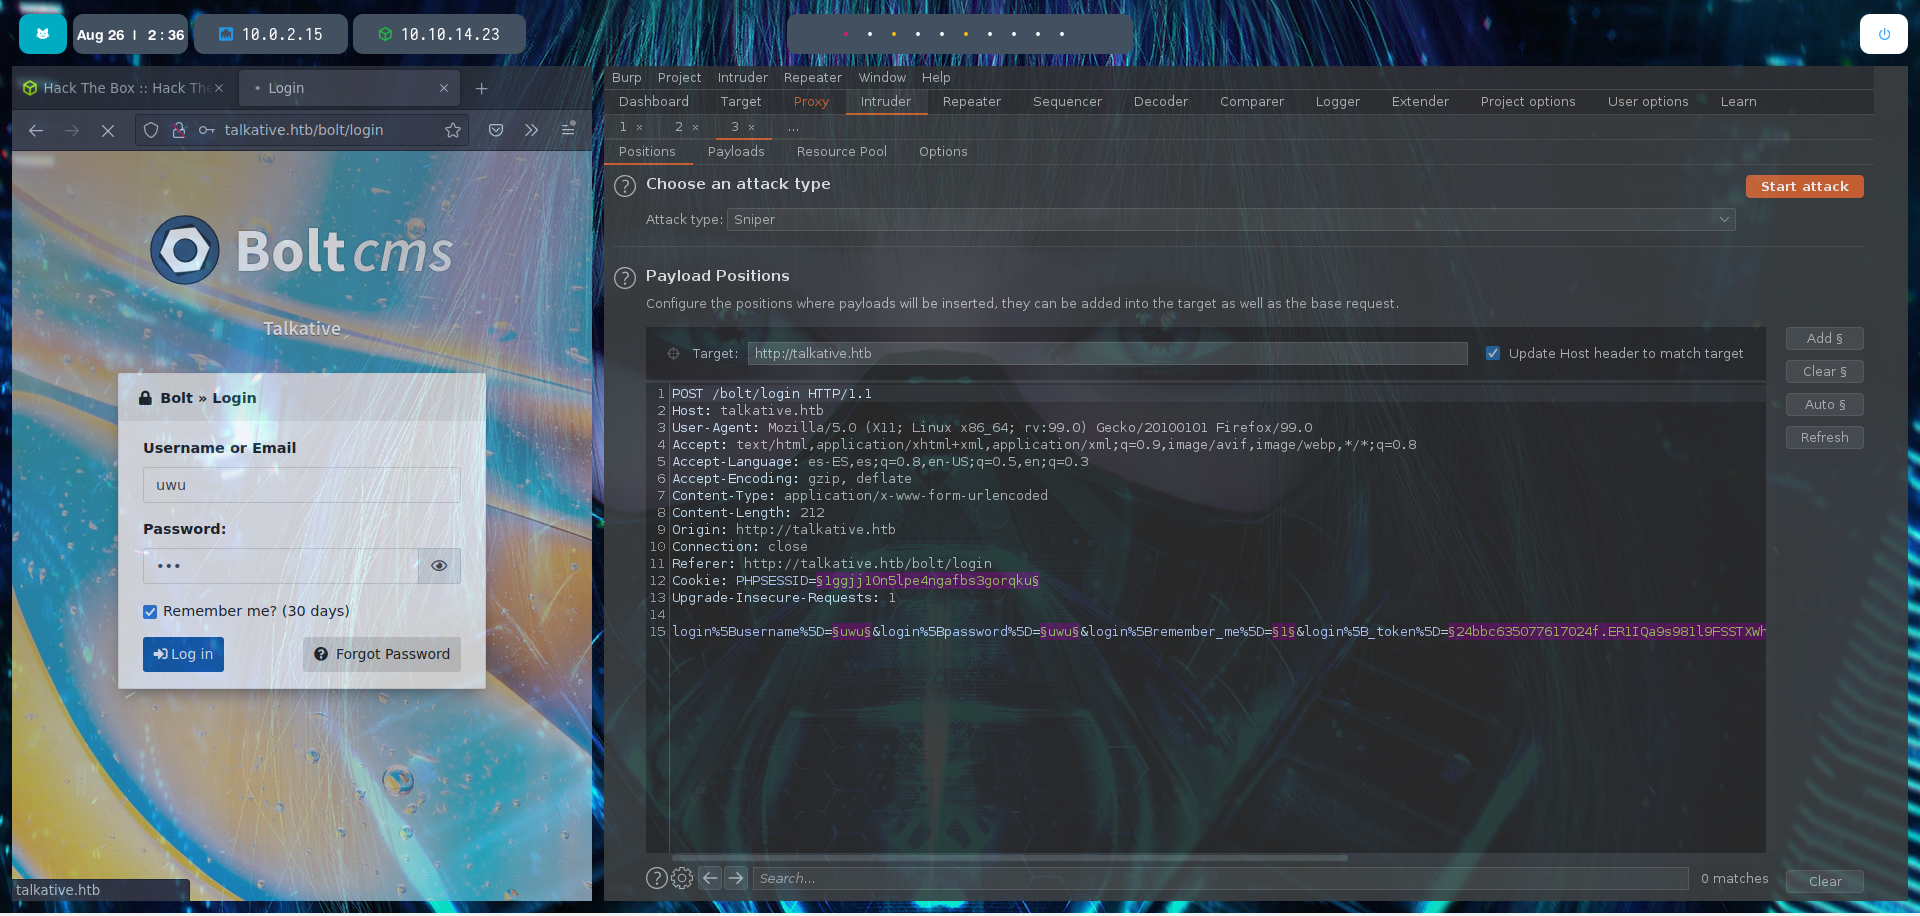 Aug 26 | 2:36
10.0.2.15
10.10.14.23
Hack The Box :: Hack The
Login
talkative.htb/bolt/login
Bolt cms
Talkative
Bolt » Login
Username or Email
uwu
Password:
•••
Remember me? (30 days)
Log in
Forgot Password
talkative.htb
Burp Project Intruder Repeater Window Help
Dashboard Target Proxy Intruder Repeater Sequencer Decoder Comparer Logger Extender Project options User options Learn
1 × 2 × 3 × ...
Positions Payloads Resource Pool Options
? Choose an attack type
Start attack
Attack type: Sniper
? Payload Positions
Configure the positions where payloads will be inserted, they can be added into the target as well as the base request.
Target: http://talkative.htb
Update Host header to match target
Add §
Clear §
Auto §
Refresh
1 POST /bolt/login HTTP/1.1
2 Host: talkative.htb
3 User-Agent: Mozilla/5.0 (X11; Linux x86_64; rv:99.0) Gecko/20100101 Firefox/99.0
4 Accept: text/html,application/xhtml+xml,application/xml;q=0.9,image/avif,image/webp,*/*;q=0.8
5 Accept-Language: es-ES,es;q=0.8,en-US;q=0.5,en;q=0.3
6 Accept-Encoding: gzip, deflate
7 Content-Type: application/x-www-form-urlencoded
8 Content-Length: 212
9 Origin: http://talkative.htb
10 Connection: close
11 Referer: http://talkative.htb/bolt/login
12 Cookie: PHPSESSID=§1ggjj10n5lpe4ngafbs3gorqku§
13 Upgrade-Insecure-Requests: 1
14
15 login%5Busername%5D=§uwu§&login%5Bpassword%5D=§uwu§&login%5Bremember_me%5D=§1§&login%5B_token%5D=§24bbc635077617024f.ER1IQa9s981l9FSSTXWh
? Search...
0 matches
Clear